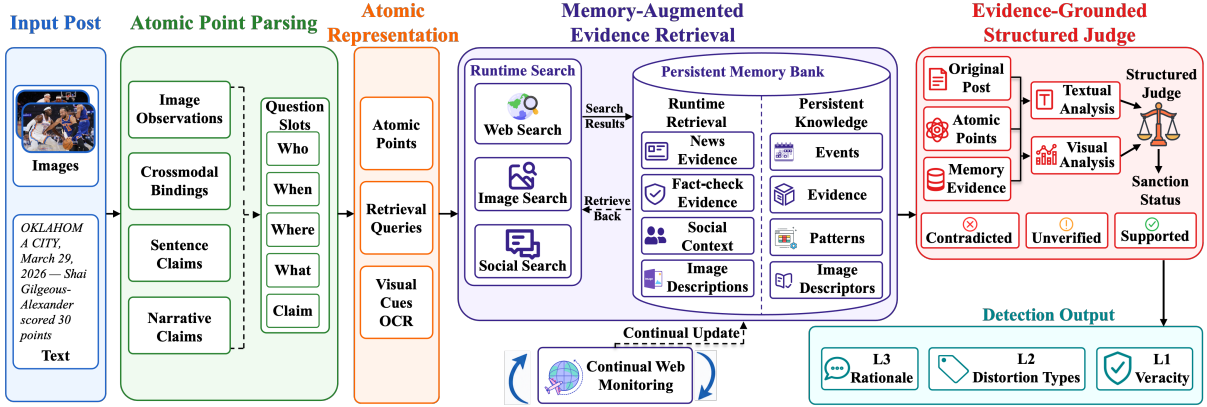 Input Post
Images
OKLAHOM
A CITY,
March 29,
2026 — Shai
Gilgeous-
Alexander
scored 30
points
Text
Atomic Point Parsing
Image
Observations
Crossmodal
Bindings
Sentence
Claims
Narrative
Claims
Question
Slots
Who
When
Where
What
Claim
Atomic
Representation
Atomic
Points
Retrieval
Queries
Visual
Cues
OCR
Memory-Augmented
Evidence Retrieval
Runtime Search
Web Search
Image Search
Social Search
Search
Results
Retrieve
Back
Persistent Memory Bank
Runtime
Retrieval
News
Evidence
Fact-check
Evidence
Social
Context
Image
Descriptions
Persistent
Knowledge
Events
Evidence
Patterns
Image
Descriptors
Continual Update
Continual Web
Monitoring
Evidence-Grounded
Structured Judge
Original
Post
Atomic
Points
Memory
Evidence
Textual
Analysis
Visual
Analysis
Structured
Judge
Sanction
Status
Contradicted
Unverified
Supported
Detection Output
L3
Rationale
L2
Distortion Types
L1
Veracity